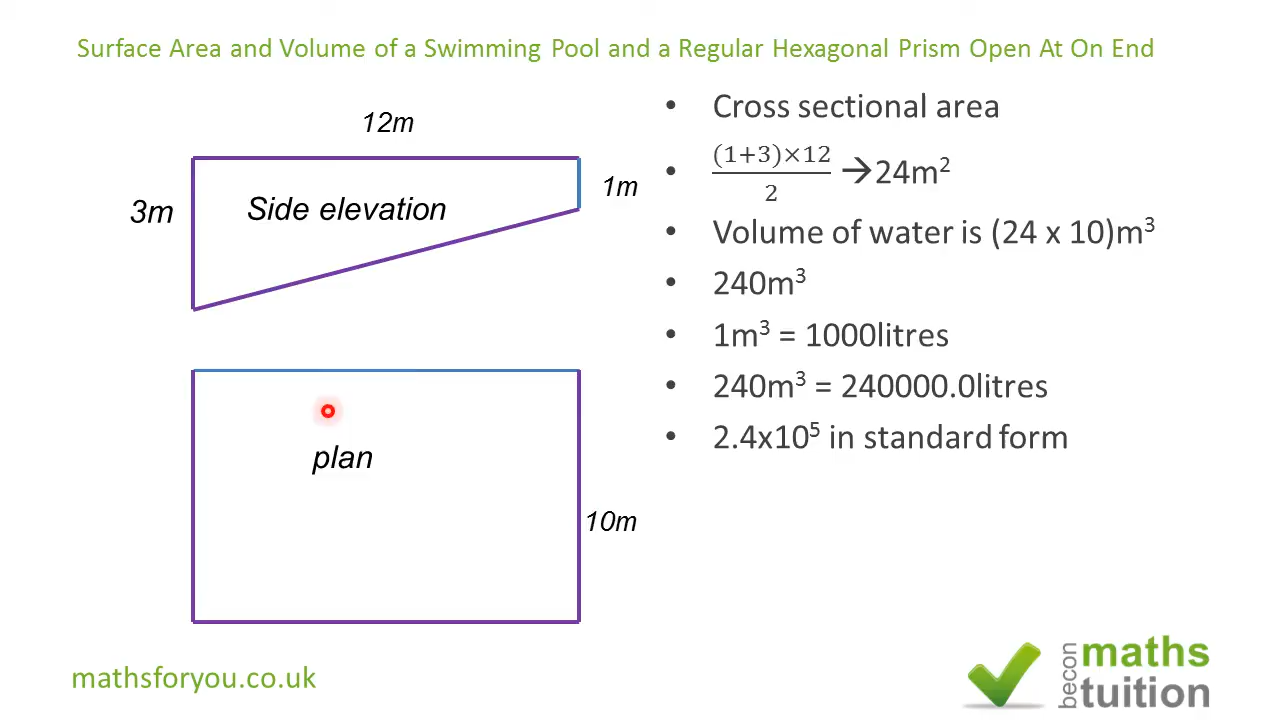 Surface Area and Volume of a Swimming Pool and a Regular Hexagonal Prism Open At On End
12m
3m
Side elevation
1m
plan
10m
• Cross sectional area
• (1+3)×12/2 →24m²
• Volume of water is (24 x 10)m³
• 240m³
• 1m³ = 1000litres
• 240m³ = 240000.0litres
• 2.4x10⁵ in standard form
mathsforyou.co.uk
becon
maths
tuition